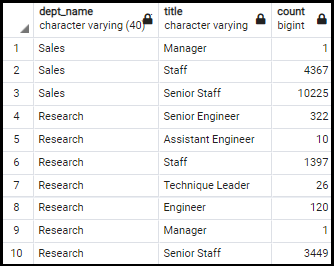 dept_name title count
character varying (40) character varying bigint
1 Sales Manager 1
2 Sales Staff 4367
3 Sales Senior Staff 10225
4 Research Senior Engineer 322
5 Research Assistant Engineer 10
6 Research Staff 1397
7 Research Technique Leader 26
8 Research Engineer 120
9 Research Manager 1
10 Research Senior Staff 3449